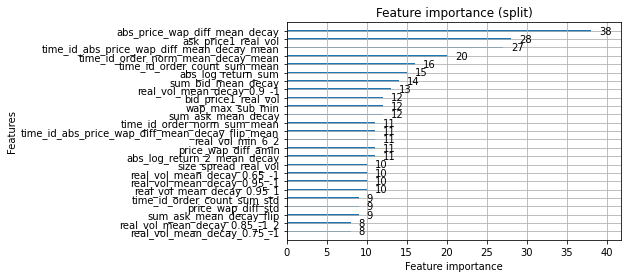 Feature importance (split)
abs_price_wap_diff_mean_decay 38
ask_price1_real_vol 28
time_id_abs_price_wap_diff_mean_decay_mean 27
time_id_order_norm_mean_decay_mean 20
time_id_order_count_sum_mean 16
abs_log_return_sum 15
sum_bid_mean_decay 14
real_vol_mean_decay_0.9_-1 13
bid_price1_real_vol 12
wap_max_sub_min 12
sum_ask_mean_decay 12
time_id_order_norm_sum_mean 11
time_id_abs_price_wap_diff_mean_decay_flip_mean 11
real_vol_min_6_2 11
price_wap_diff_amin 11
abs_log_return_2_mean_decay 11
size_spread_real_vol 10
real_vol_mean_decay_0.65_-1 10
real_vol_mean_decay_0.95_-1 10
real_vol_mean_decay_0.95_1 10
time_id_order_count_sum_std 9
price_wap_diff_std 9
sum_ask_mean_decay_flip 9
real_vol_mean_decay_0.85_-1_2 8
real_vol_mean_decay_0.75_-1 8
Features
0 5 10 15 20 25 30 35 40
Feature importance